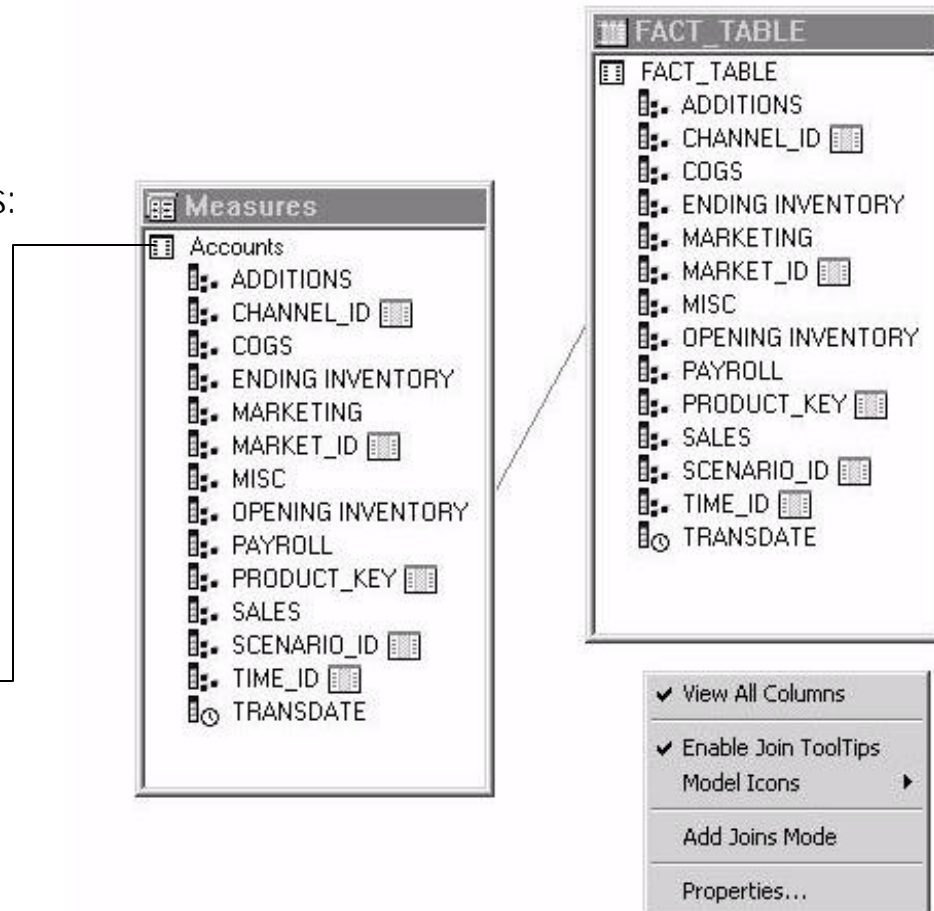 s:
Measures
Accounts
ADDITIONS
CHANNEL_ID
COGS
ENDING INVENTORY
MARKETING
MARKET_ID
MISC
OPENING INVENTORY
PAYROLL
PRODUCT_KEY
SALES
SCENARIO_ID
TIME_ID
TRANSDATE
FACT_TABLE
FACT_TABLE
ADDITIONS
CHANNEL_ID
COGS
ENDING INVENTORY
MARKETING
MARKET_ID
MISC
OPENING INVENTORY
PAYROLL
PRODUCT_KEY
SALES
SCENARIO_ID
TIME_ID
TRANSDATE
View All Columns
Enable Join ToolTips
Model Icons
Add Joins Mode
Properties...